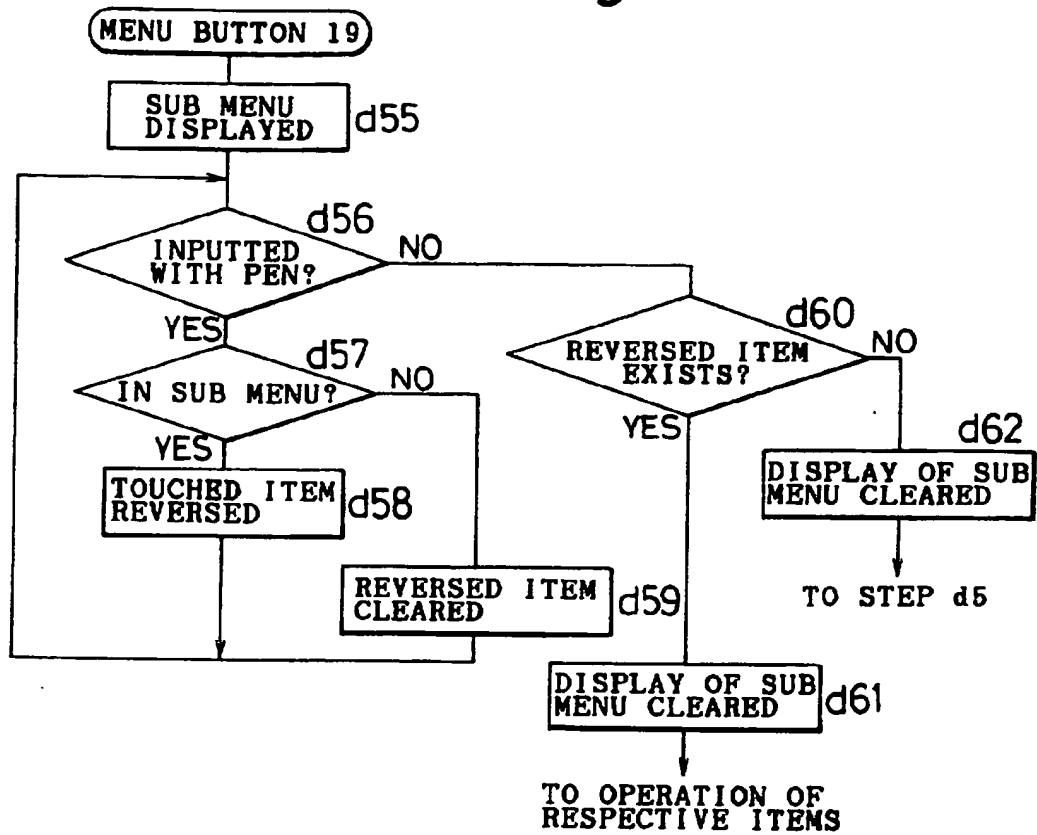 MENU BUTTON 19
SUB MENU
DISPLAYED
d55
d56
INPUTTED
WITH PEN?
NO
YES
d57
IN SUB MENU?
NO
YES
TOUCHED ITEM
REVERSED
d58
REVERSED ITEM
CLEARED
d59
d60
REVERSED ITEM
EXISTS?
NO
YES
d62
DISPLAY OF SUB
MENU CLEARED
TO STEP d5
DISPLAY OF SUB
MENU CLEARED
d61
TO OPERATION OF
RESPECTIVE ITEMS